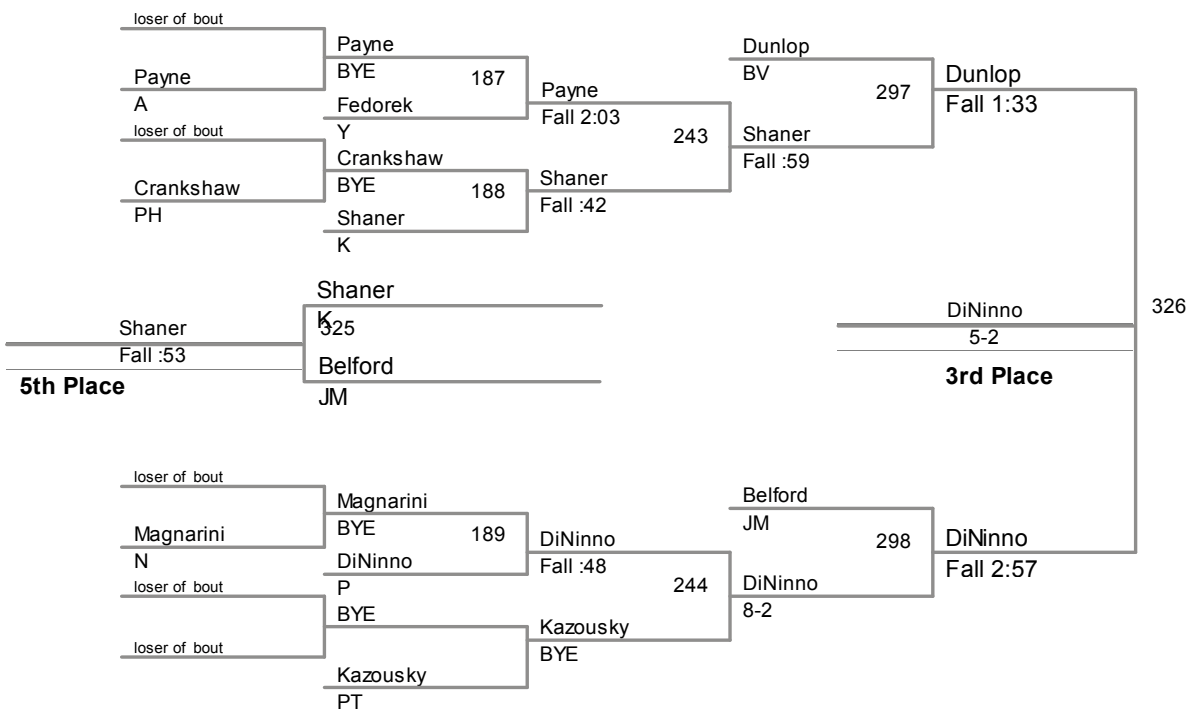 loser of bout
Payne
A
loser of bout
Crankshaw
PH
Payne
BYE
187
Fedorek
Y
Crankshaw
BYE
188
Shaner
K
Payne
Fall 2:03
243
Shaner
Fall :42
Dunlop
BV
297
Shaner
Fall :59
Dunlop
Fall 1:33
Shaner
K
325
Belford
JM
Shaner
Fall :53
5th Place
DiNinno
5-2
3rd Place
326
loser of bout
Magnarini
N
loser of bout
loser of bout
Magnarini
BYE
189
DiNinno
P
BYE
Kazousky
PT
DiNinno
Fall :48
244
Kazousky
BYE
Belford
JM
298
DiNinno
8-2
DiNinno
Fall 2:57